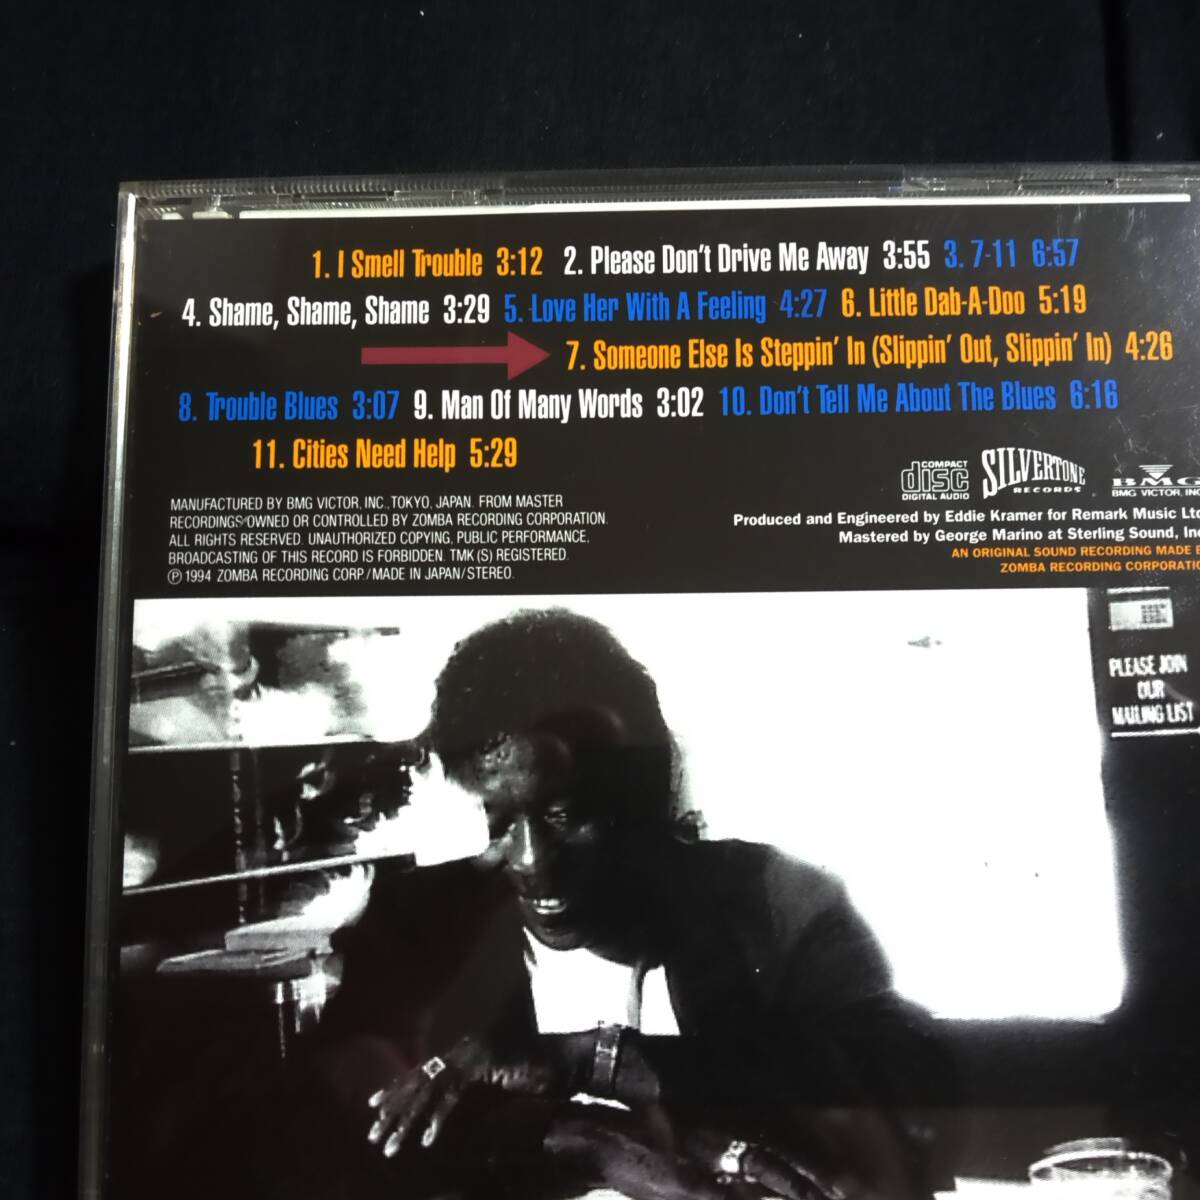 1. I Smell Trouble 3:12 2. Please Don't Drive Me Away 3:55 3. 7-11 6:57
4. Shame, Shame, Shame 3:29 5. Love Her With A Feeling 4:27 6. Little Dab-A-Doo 5:19
7. Someone Else Is Steppin' In (Slippin' Out, Slippin' In) 4:26
8. Trouble Blues 3:07 9. Man Of Many Words 3:02 10. Don't Tell Me About The Blues 6:16
11. Cities Need Help 5:29
COMPACT
disc
DIGITAL AUDIO
SILVERTONE
RECORDS
BMG
BMG VICTOR, INC
MANUFACTURED BY BMG VICTOR, INC., TOKYO, JAPAN. FROM MASTER
RECORDINGS OWNED OR CONTROLLED BY ZOMBA RECORDING CORPORATION.
ALL RIGHTS RESERVED. UNAUTHORIZED COPYING, PUBLIC PERFORMANCE,
BROADCASTING OF THIS RECORD IS FORBIDDEN. TMK (S) REGISTERED.
Ⓟ 1994 ZOMBA RECORDING CORP./MADE IN JAPAN/STEREO.
Produced and Engineered by Eddie Kramer for Remark Music Ltd
Mastered by George Marino at Sterling Sound, Inc
AN ORIGINAL SOUND RECORDING MADE B
ZOMBA RECORDING CORPORATIO
PLEASE JOIN
OUR
MAILING LIST